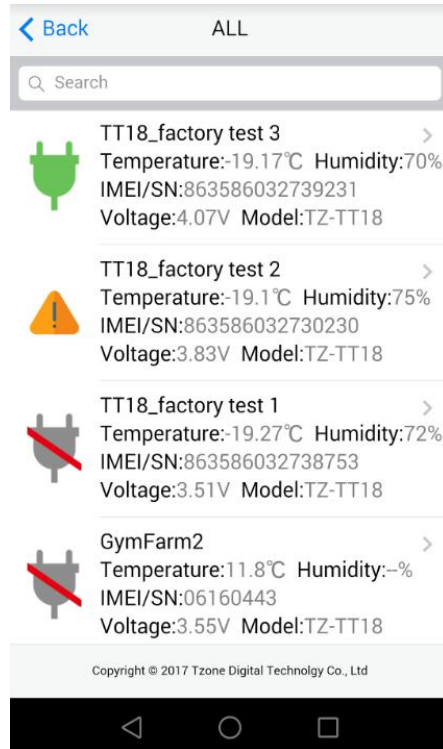 Back
ALL
Search
TT18_factory test 3
Temperature:-19.17℃ Humidity:70%
IMEI/SN:863586032739231
Voltage:4.07V Model:TZ-TT18
TT18_factory test 2
Temperature:-19.1℃ Humidity:75%
IMEI/SN:863586032730230
Voltage:3.83V Model:TZ-TT18
TT18_factory test 1
Temperature:-19.27℃ Humidity:72%
IMEI/SN:863586032738753
Voltage:3.51V Model:TZ-TT18
GymFarm2
Temperature:11.8℃ Humidity:--%
IMEI/SN:06160443
Voltage:3.55V Model:TZ-TT18
Copyright © 2017 Tzone Digital Technolgy Co., Ltd